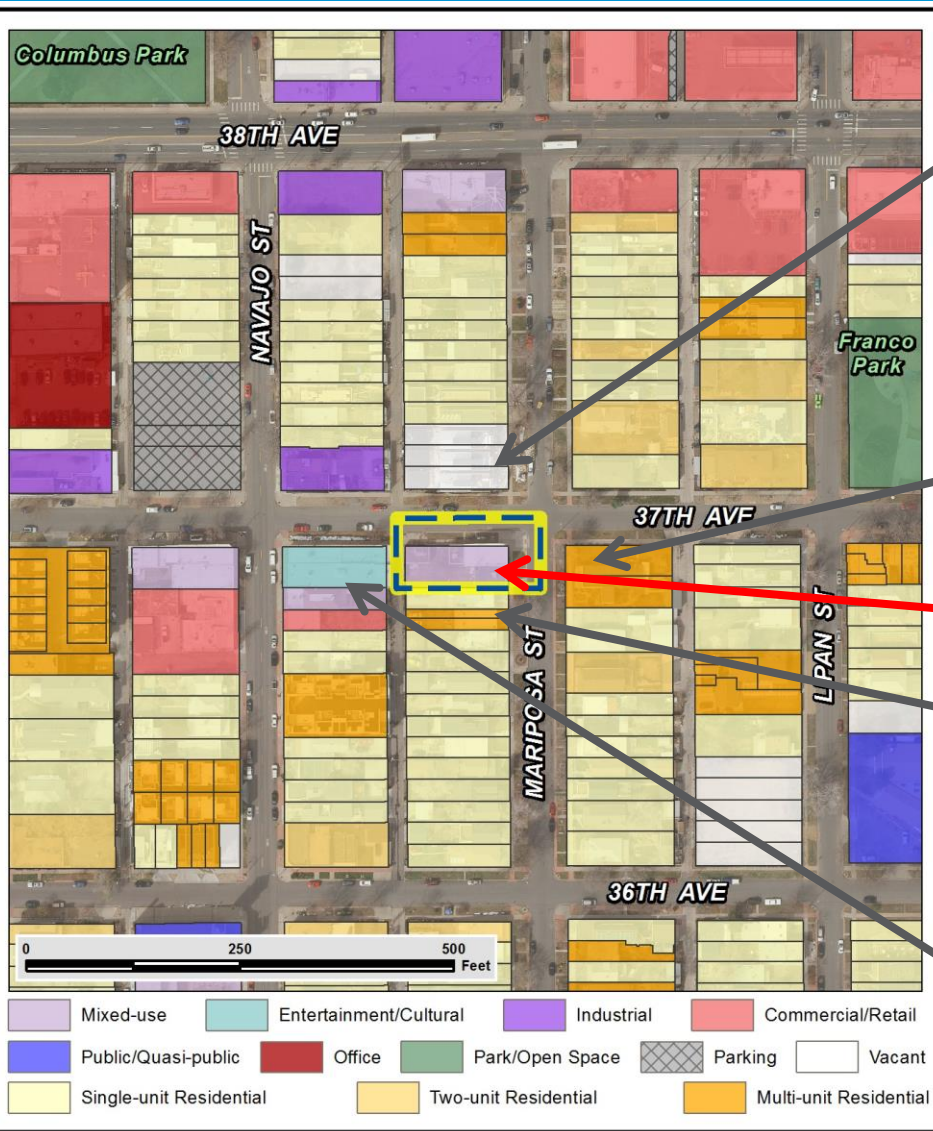 Columbus Park
38TH AVE
NAVAJO ST
Franco
Park
37TH AVE
MARIPOSA ST
LIPAN ST
36TH AVE
0 250 500
Feet
Mixed-use Entertainment/Cultural Industrial Commercial/Retail
Public/Quasi-public Office Park/Open Space Parking Vacant
Single-unit Residential Two-unit Residential Multi-unit Residential